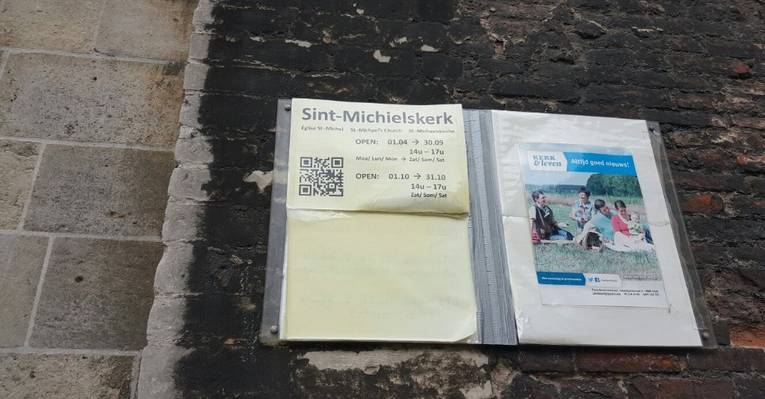 Sint-Michielskerk
Église St-Michel St.-Michael's Church St.-Michaelskirche
OPEN: 01.04 → 30.09
14u – 17u
Maa/ Lun/ Mon → Zat/ Sam/ Sat
OPEN: 01.10 → 31.10
14u – 17u
Zat/ Sam/ Sat
KERK
& leven
Altijd goed nieuws!